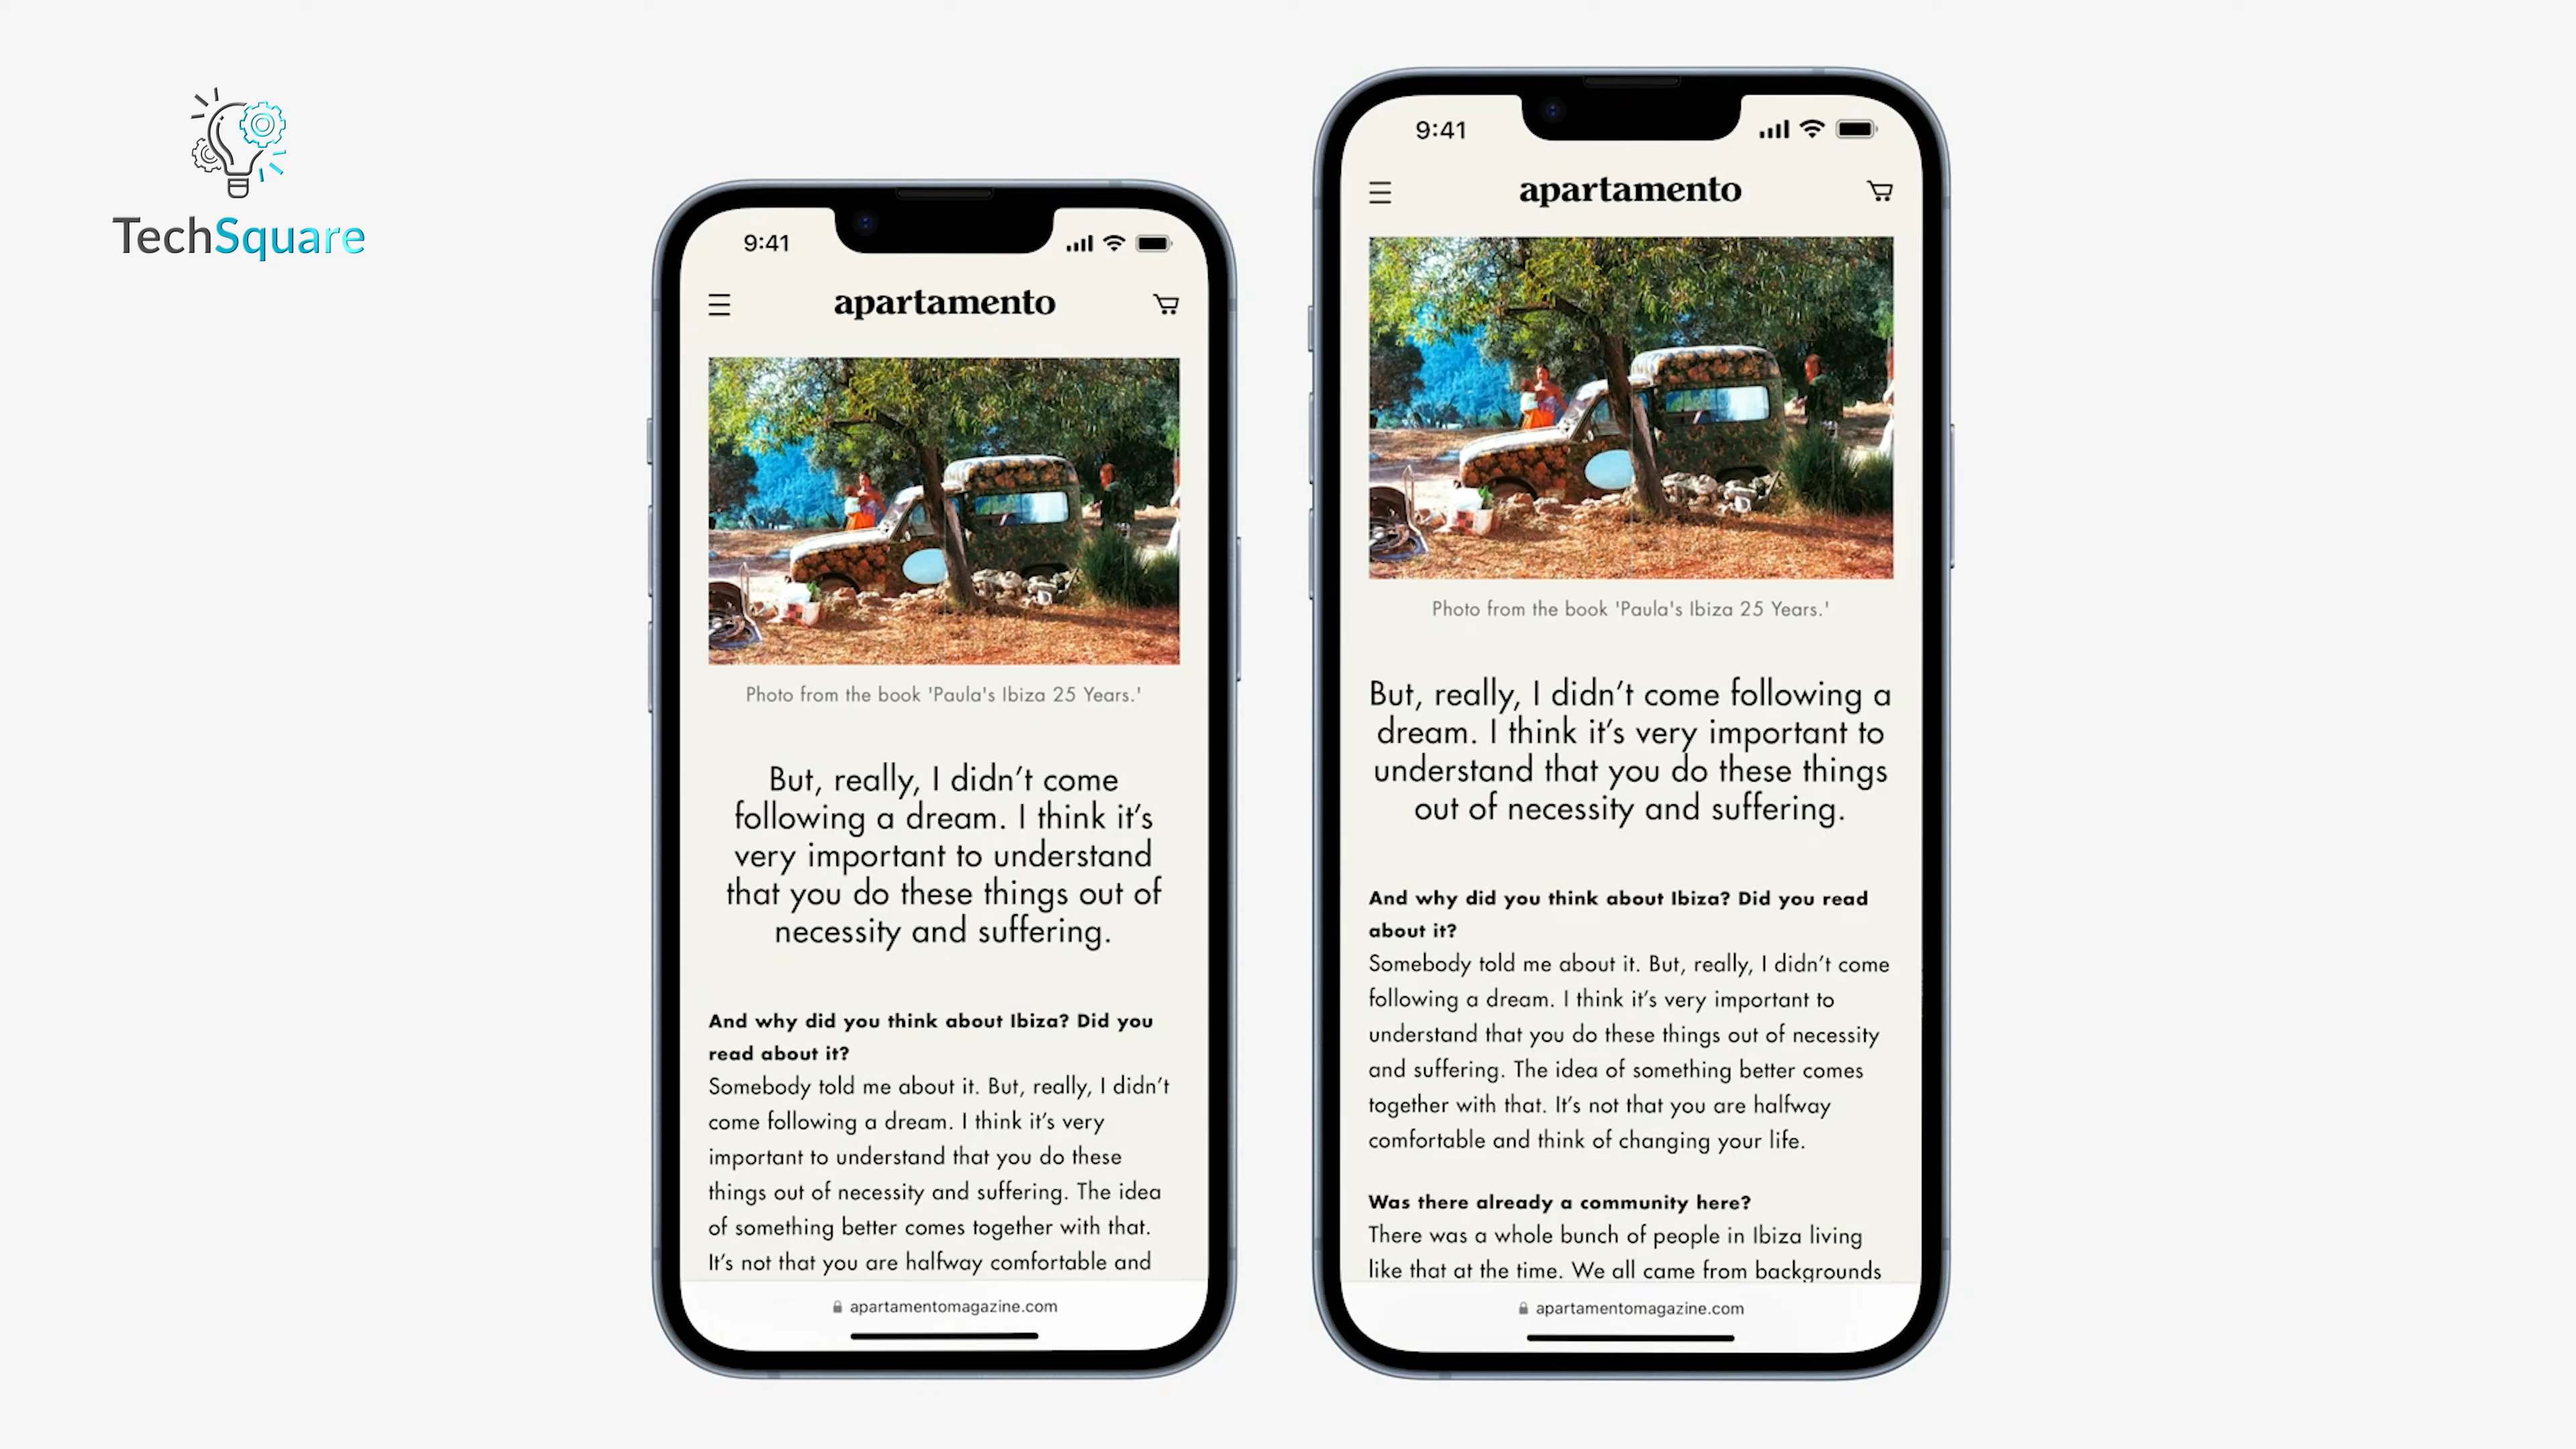 TechSquare
9:41
apartamento
Photo from the book 'Paula's Ibiza 25 Years.'
But, really, I didn’t come
following a dream. I think it’s
very important to understand
that you do these things out of
necessity and suffering.
And why did you think about Ibiza? Did you
read about it?
Somebody told me about it. But, really, I didn’t
come following a dream. I think it’s very
important to understand that you do these
things out of necessity and suffering. The idea
of something better comes together with that.
It’s not that you are halfway comfortable and
apartamentomagazine.com
9:41
apartamento
Photo from the book 'Paula's Ibiza 25 Years.'
But, really, I didn’t come following a
dream. I think it’s very important to
understand that you do these things
out of necessity and suffering.
And why did you think about Ibiza? Did you read
about it?
Somebody told me about it. But, really, I didn’t come
following a dream. I think it’s very important to
understand that you do these things out of necessity
and suffering. The idea of something better comes
together with that. It’s not that you are halfway
comfortable and think of changing your life.
Was there already a community here?
There was a whole bunch of people in Ibiza living
like that at the time. We all came from backgrounds
apartamentomagazine.com